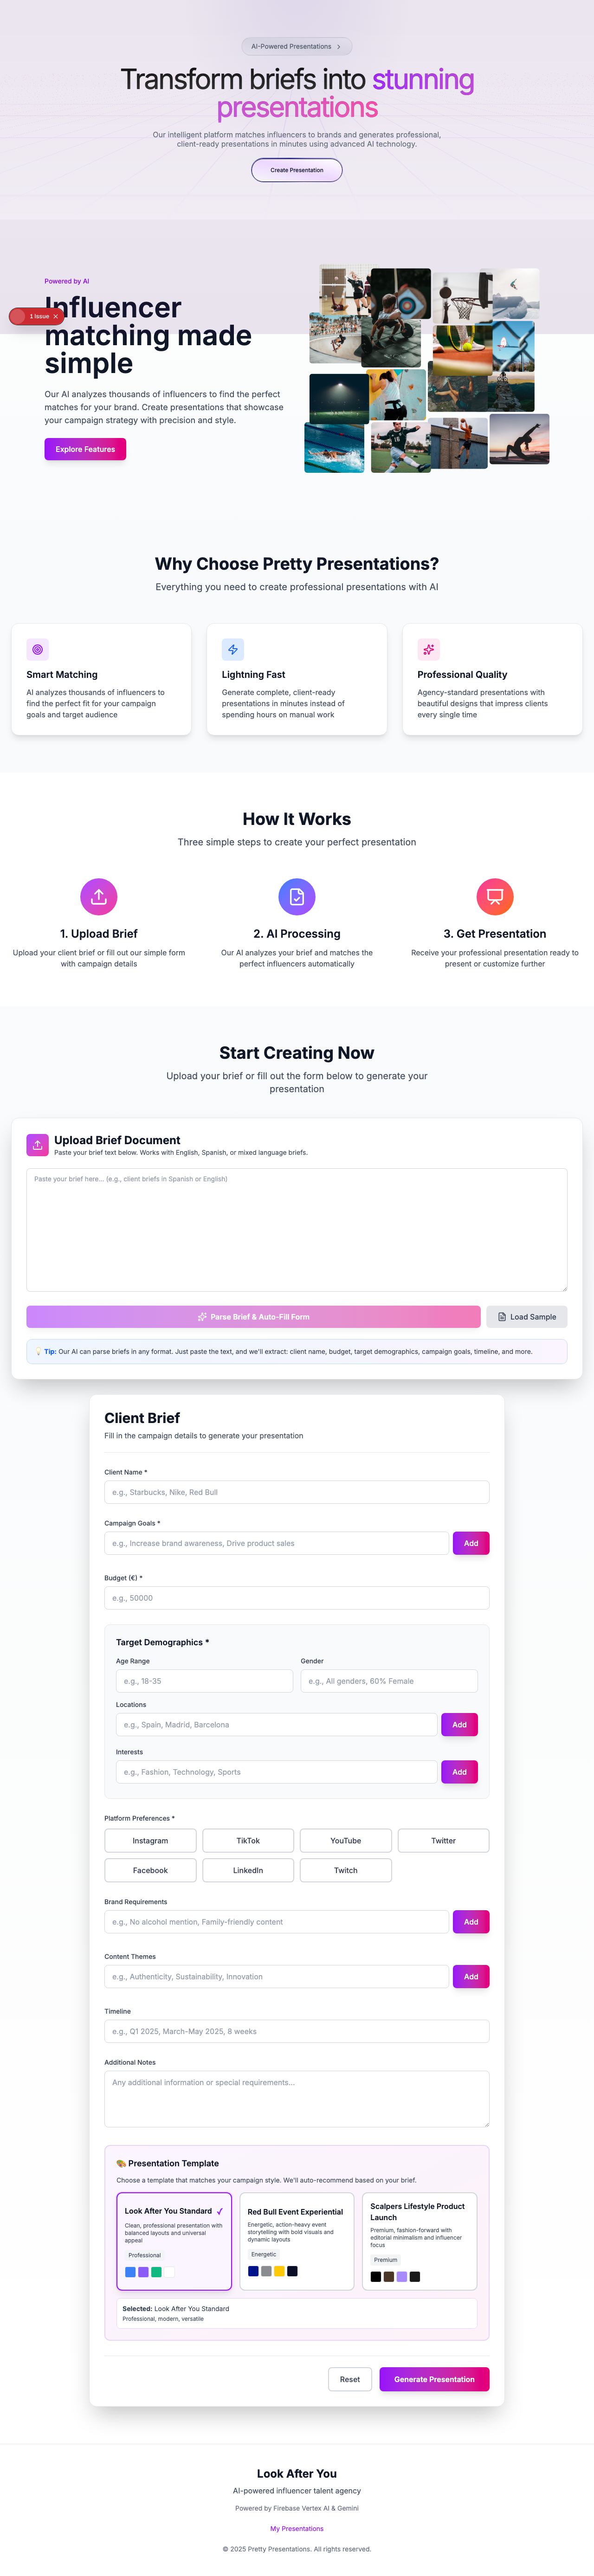 AI-Powered Presentations
Transform briefs into stunning
presentations
Our intelligent platform matches influencers to brands and generates professional,
client-ready presentations in minutes using advanced AI technology.
Create Presentation
Powered by AI
1 Issue
Influencer
matching made
simple
Our AI analyzes thousands of influencers to find the perfect
matches for your brand. Create presentations that showcase
your campaign strategy with precision and style.
Explore Features
Why Choose Pretty Presentations?
Everything you need to create professional presentations with AI
Smart Matching
AI analyzes thousands of influencers to
find the perfect fit for your campaign
goals and target audience
Lightning Fast
Generate complete, client-ready
presentations in minutes instead of
spending hours on manual work
Professional Quality
Agency-standard presentations with
beautiful designs that impress clients
every single time
How It Works
Three simple steps to create your perfect presentation
1. Upload Brief
Upload your client brief or fill out our simple form
with campaign details
2. AI Processing
Our AI analyzes your brief and matches the
perfect influencers automatically
3. Get Presentation
Receive your professional presentation ready to
present or customize further
Start Creating Now
Upload your brief or fill out the form below to generate your
presentation
Upload Brief Document
Paste your brief text below. Works with English, Spanish, or mixed language briefs.
Paste your brief here... (e.g., client briefs in Spanish or English)
Parse Brief & Auto-Fill Form
Load Sample
💡 Tip: Our AI can parse briefs in any format. Just paste the text, and we'll extract: client name, budget, target demographics, campaign goals, timeline, and more.
Client Brief
Fill in the campaign details to generate your presentation
Client Name *
e.g., Starbucks, Nike, Red Bull
Campaign Goals *
e.g., Increase brand awareness, Drive product sales
Add
Budget (€) *
e.g., 50000
Target Demographics *
Age Range
Gender
e.g., 18-35
e.g., All genders, 60% Female
Locations
e.g., Spain, Madrid, Barcelona
Add
Interests
e.g., Fashion, Technology, Sports
Add
Platform Preferences *
Instagram
TikTok
YouTube
Twitter
Facebook
LinkedIn
Twitch
Brand Requirements
e.g., No alcohol mention, Family-friendly content
Add
Content Themes
e.g., Authenticity, Sustainability, Innovation
Add
Timeline
e.g., Q1 2025, March-May 2025, 8 weeks
Additional Notes
Any additional information or special requirements...
🎨 Presentation Template
Choose a template that matches your campaign style. We'll auto-recommend based on your brief.
Look After You Standard ✓
Clean, professional presentation with
balanced layouts and universal
appeal
Professional
Red Bull Event Experiential
Energetic, action-heavy event
storytelling with bold visuals and
dynamic layouts
Energetic
Scalpers Lifestyle Product
Launch
Premium, fashion-forward with
editorial minimalism and influencer
focus
Premium
Selected: Look After You Standard
Professional, modern, versatile
Reset
Generate Presentation
Look After You
AI-powered influencer talent agency
Powered by Firebase Vertex AI & Gemini
My Presentations
© 2025 Pretty Presentations. All rights reserved.